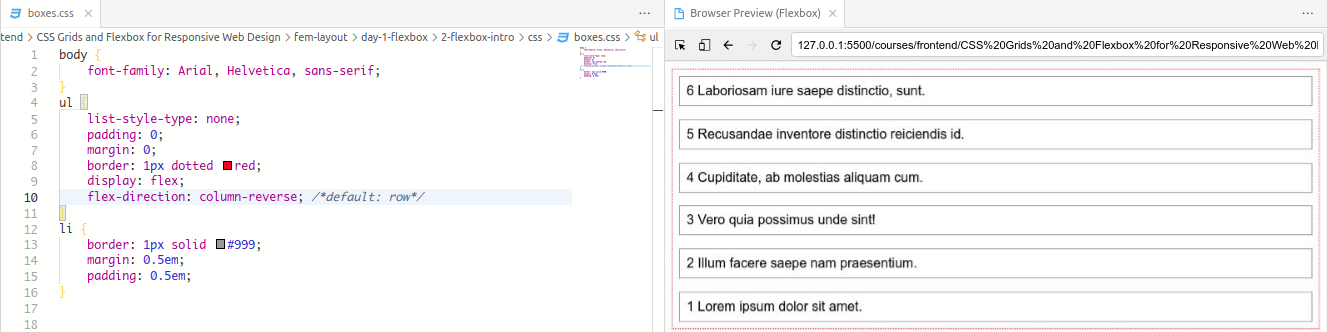 boxes.css ×
tend > CSS Grids and Flexbox for Responsive Web Design > fem-layout > day-1-flexbox > 2-flexbox-intro > css > boxes.css > ul
1 body {
2 font-family: Arial, Helvetica, sans-serif;
3 }
4 ul {
5 list-style-type: none;
6 padding: 0;
7 margin: 0;
8 border: 1px dotted red;
9 display: flex;
10 flex-direction: column-reverse; /*default: row*/
11 }
12 li {
13 border: 1px solid #999;
14 margin: 0.5em;
15 padding: 0.5em;
16 }
17
18
Browser Preview (Flexbox) ×
127.0.0.1:5500/courses/frontend/CSS%20Grids%20and%20Flexbox%20for%20Responsive%20Web%20
6 Laboriosam iure saepe distinctio, sunt.
5 Recusandae inventore distinctio reiciendis id.
4 Cupiditate, ab molestias aliquam cum.
3 Vero quia possimus unde sint!
2 Illum facere saepe nam praesentium.
1 Lorem ipsum dolor sit amet.